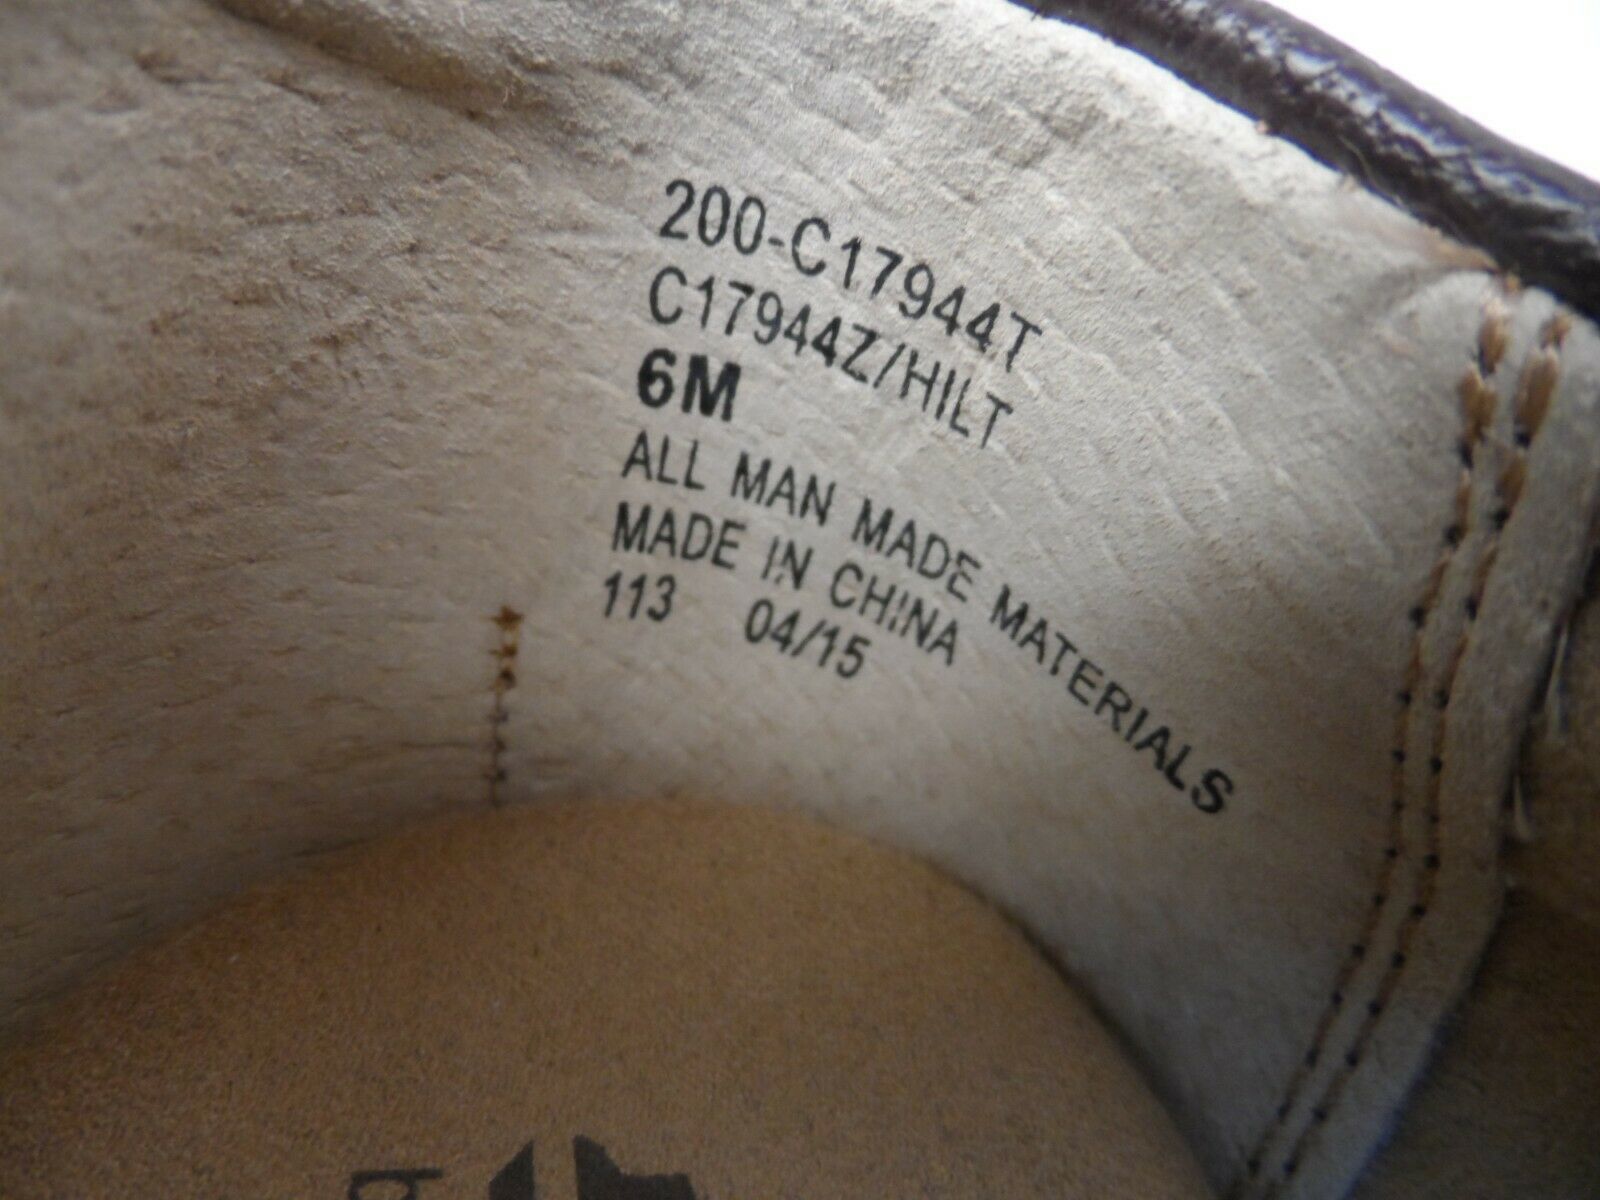 200-C17944T
C17944Z/HILT
6M
ALL MAN MADE MATERIALS
MADE IN CHINA
113 04/15